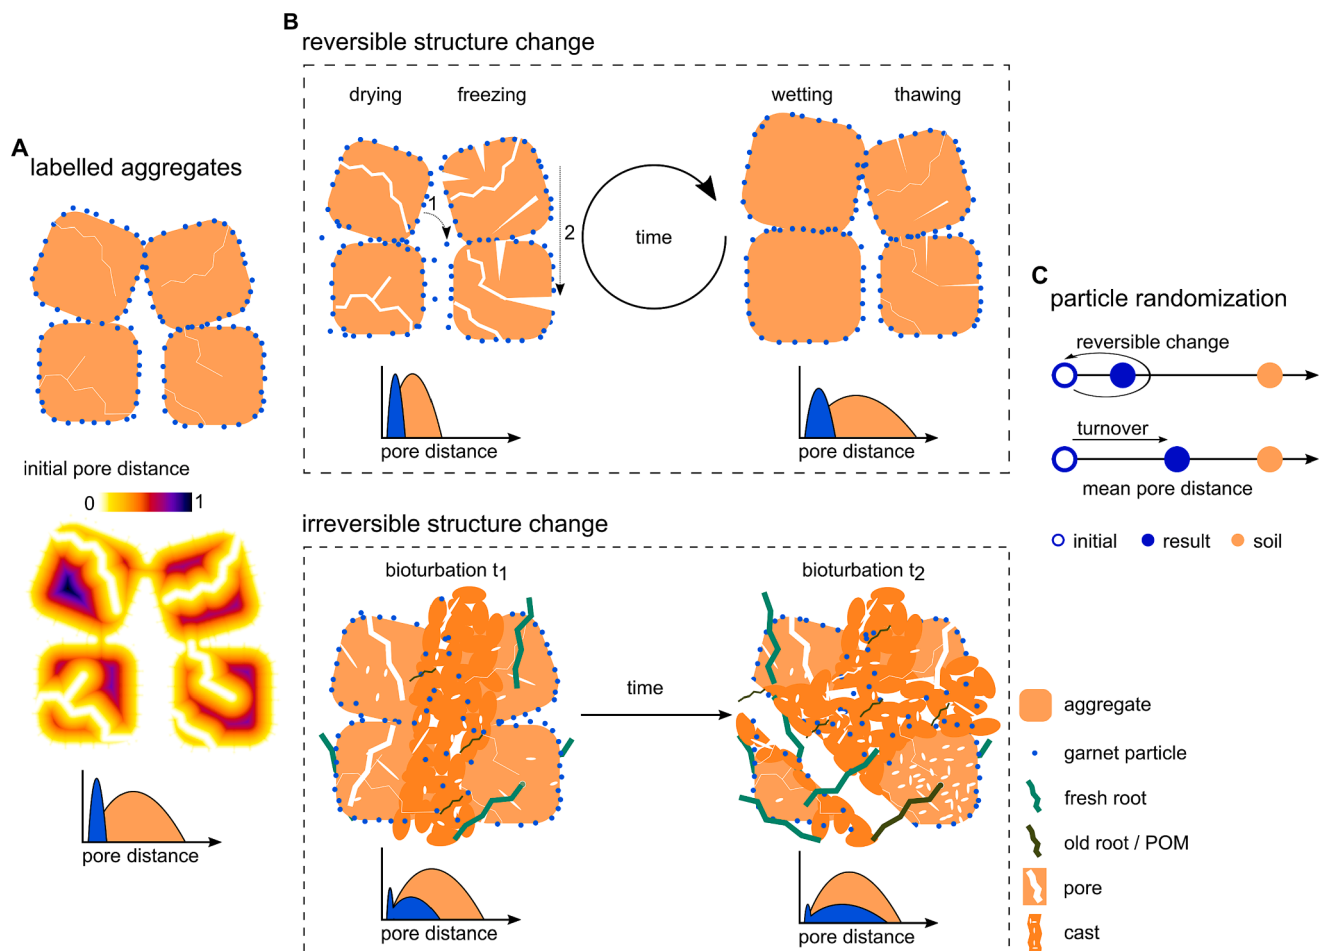 A
labelled aggregates
initial pore distance
0
1
pore distance
B
reversible structure change
drying
freezing
1
2
time
wetting
thawing
pore distance
pore distance
irreversible structure change
bioturbation t1
time
bioturbation t2
pore distance
pore distance
C
particle randomization
reversible change
turnover
mean pore distance
initial
result
soil
aggregate
garnet particle
fresh root
old root / POM
pore
cast